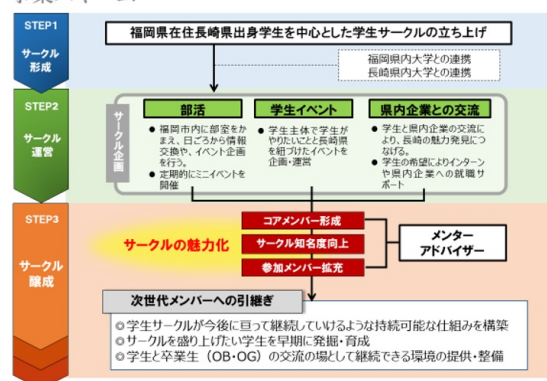 STEP1
サークル
形成
福岡県在住長崎県出身学生を中心とした学生サークルの立ち上げ
福岡県内大学との連携
長崎県内大学との連携
STEP2
サークル
運営
サークル企画
部活
● 福岡市内に部室をか
まえ、日ごろから情報
交換や、イベント企画
を行う。
● 定期的にミニイベントを
開催
学生イベント
● 学生主体で学生が
やりたいことと長崎
県を紐づけたイベントを
企画・運営
県内企業との交流
● 学生と県内企業の交流に
より、長崎の魅力発見につ
なげる。
● 学生の希望によりインターン
や県内企業への就職サ
ポート
STEP3
サークル
醸成
サークルの魅力化
コアメンバー形成
サークル知名度向上
参加メンバー拡充
メンター
アドバイザー
次世代メンバーへの引継ぎ
◎学生サークルが今後に亘って継続していけるような持続可能な仕組みを構築
◎サークルを盛り上げたい学生を早期に発掘・育成
◎学生と卒業生（OB・OG）の交流の場として継続できる環境の提供・整備